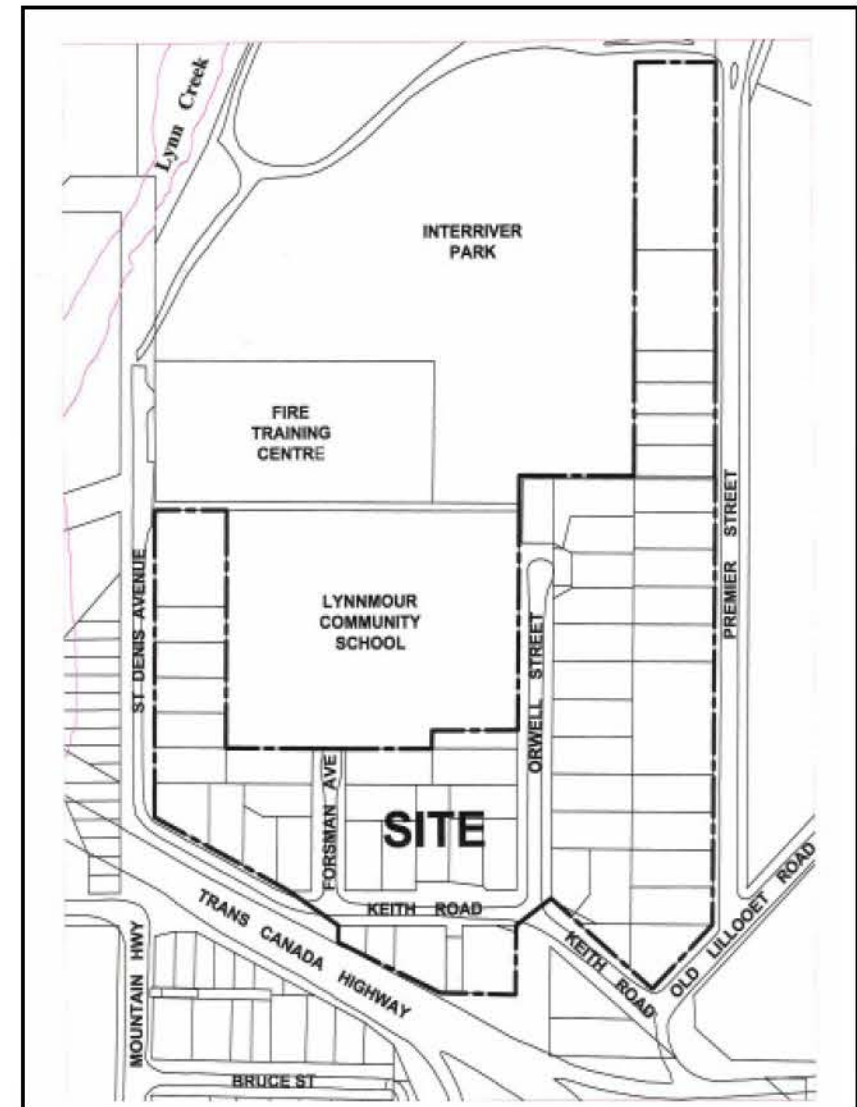 Lynn Creek
INTERRIVER
PARK
FIRE
TRAINING
CENTRE
LYNNMOUR
COMMUNITY
SCHOOL
ST DENIS AVENUE
PREMIER STREET
ORWELL STREET
FORSMAN AVE
SITE
KEITH ROAD
TRANS CANADA HIGHWAY
KEITH ROAD
OLD LILLOOET ROAD
MOUNTAIN HWY
BRUCE ST